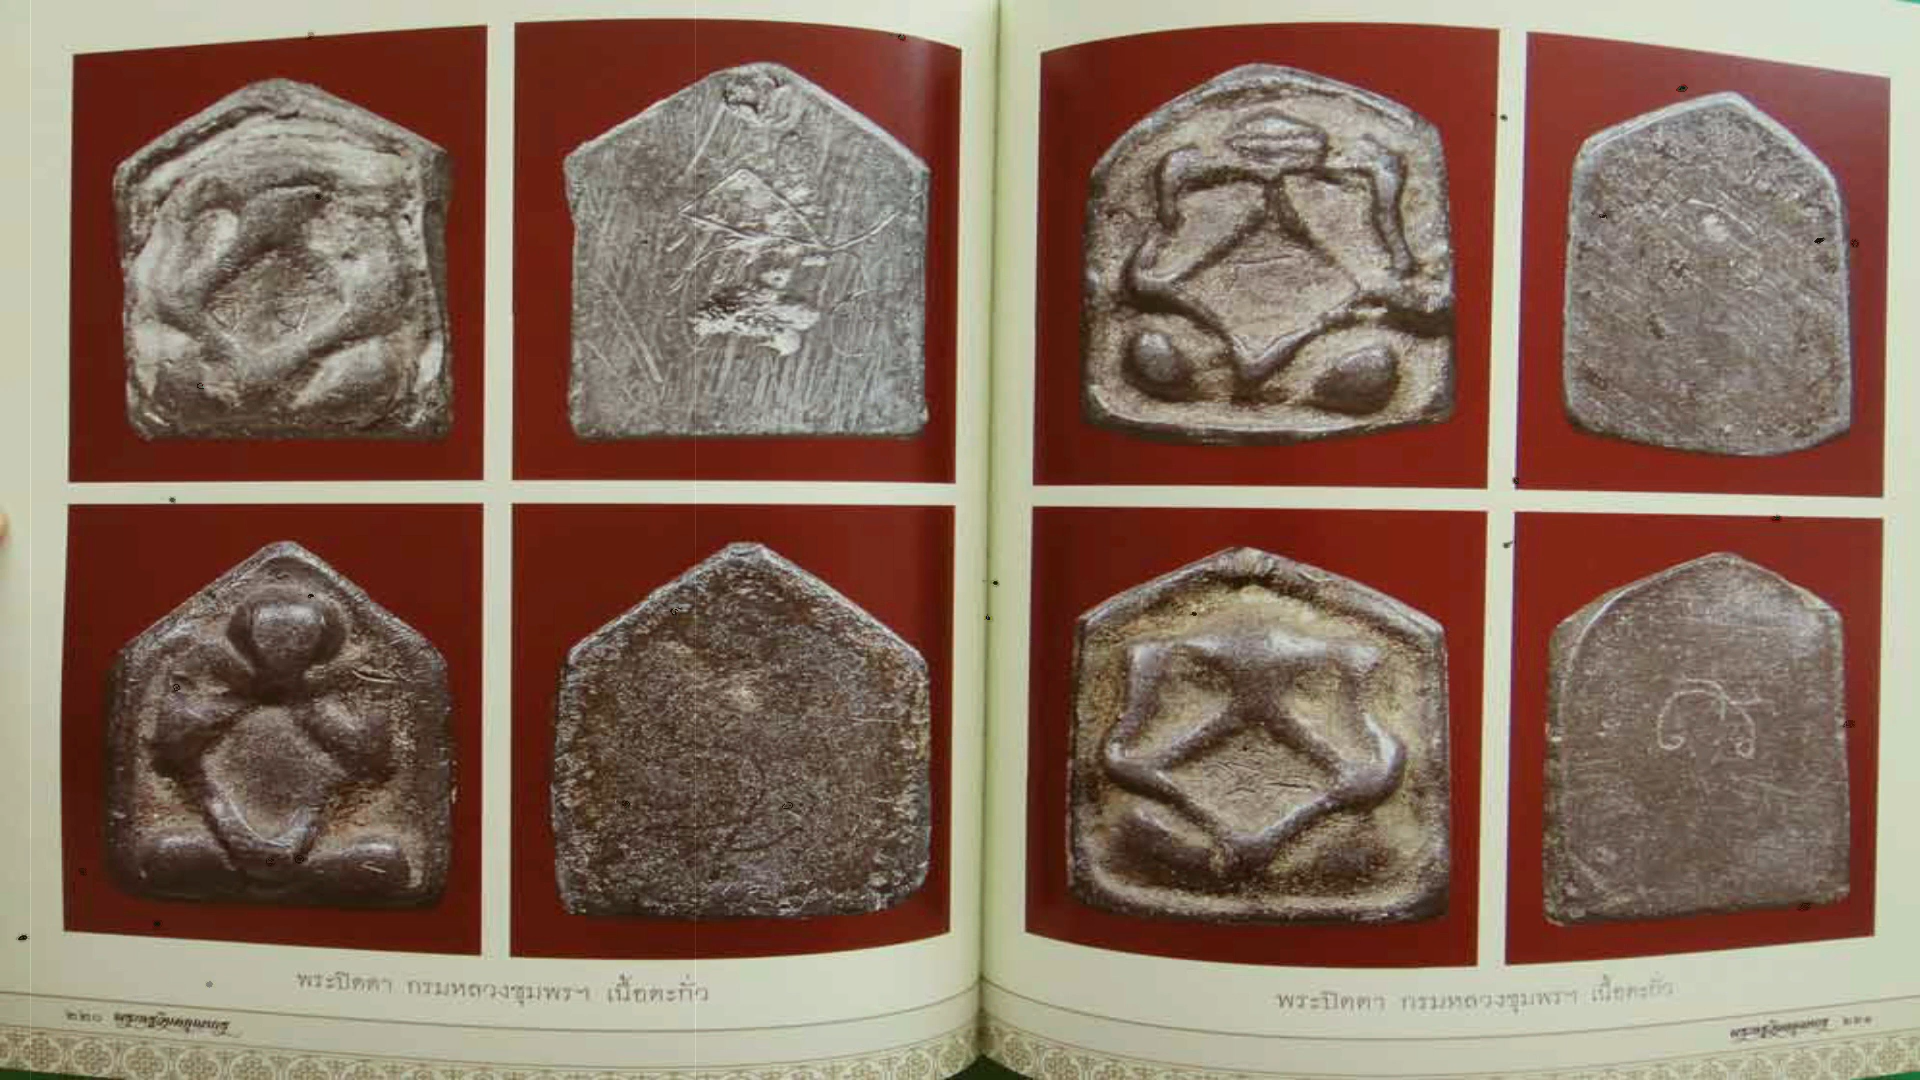 พระปิดตา กรมหลวงชุมพรฯ เนื้อตะกั่ว
๒๒๐
พระปิดตา กรมหลวงชุมพรฯ เนื้อตะกั่ว
๒๒๑